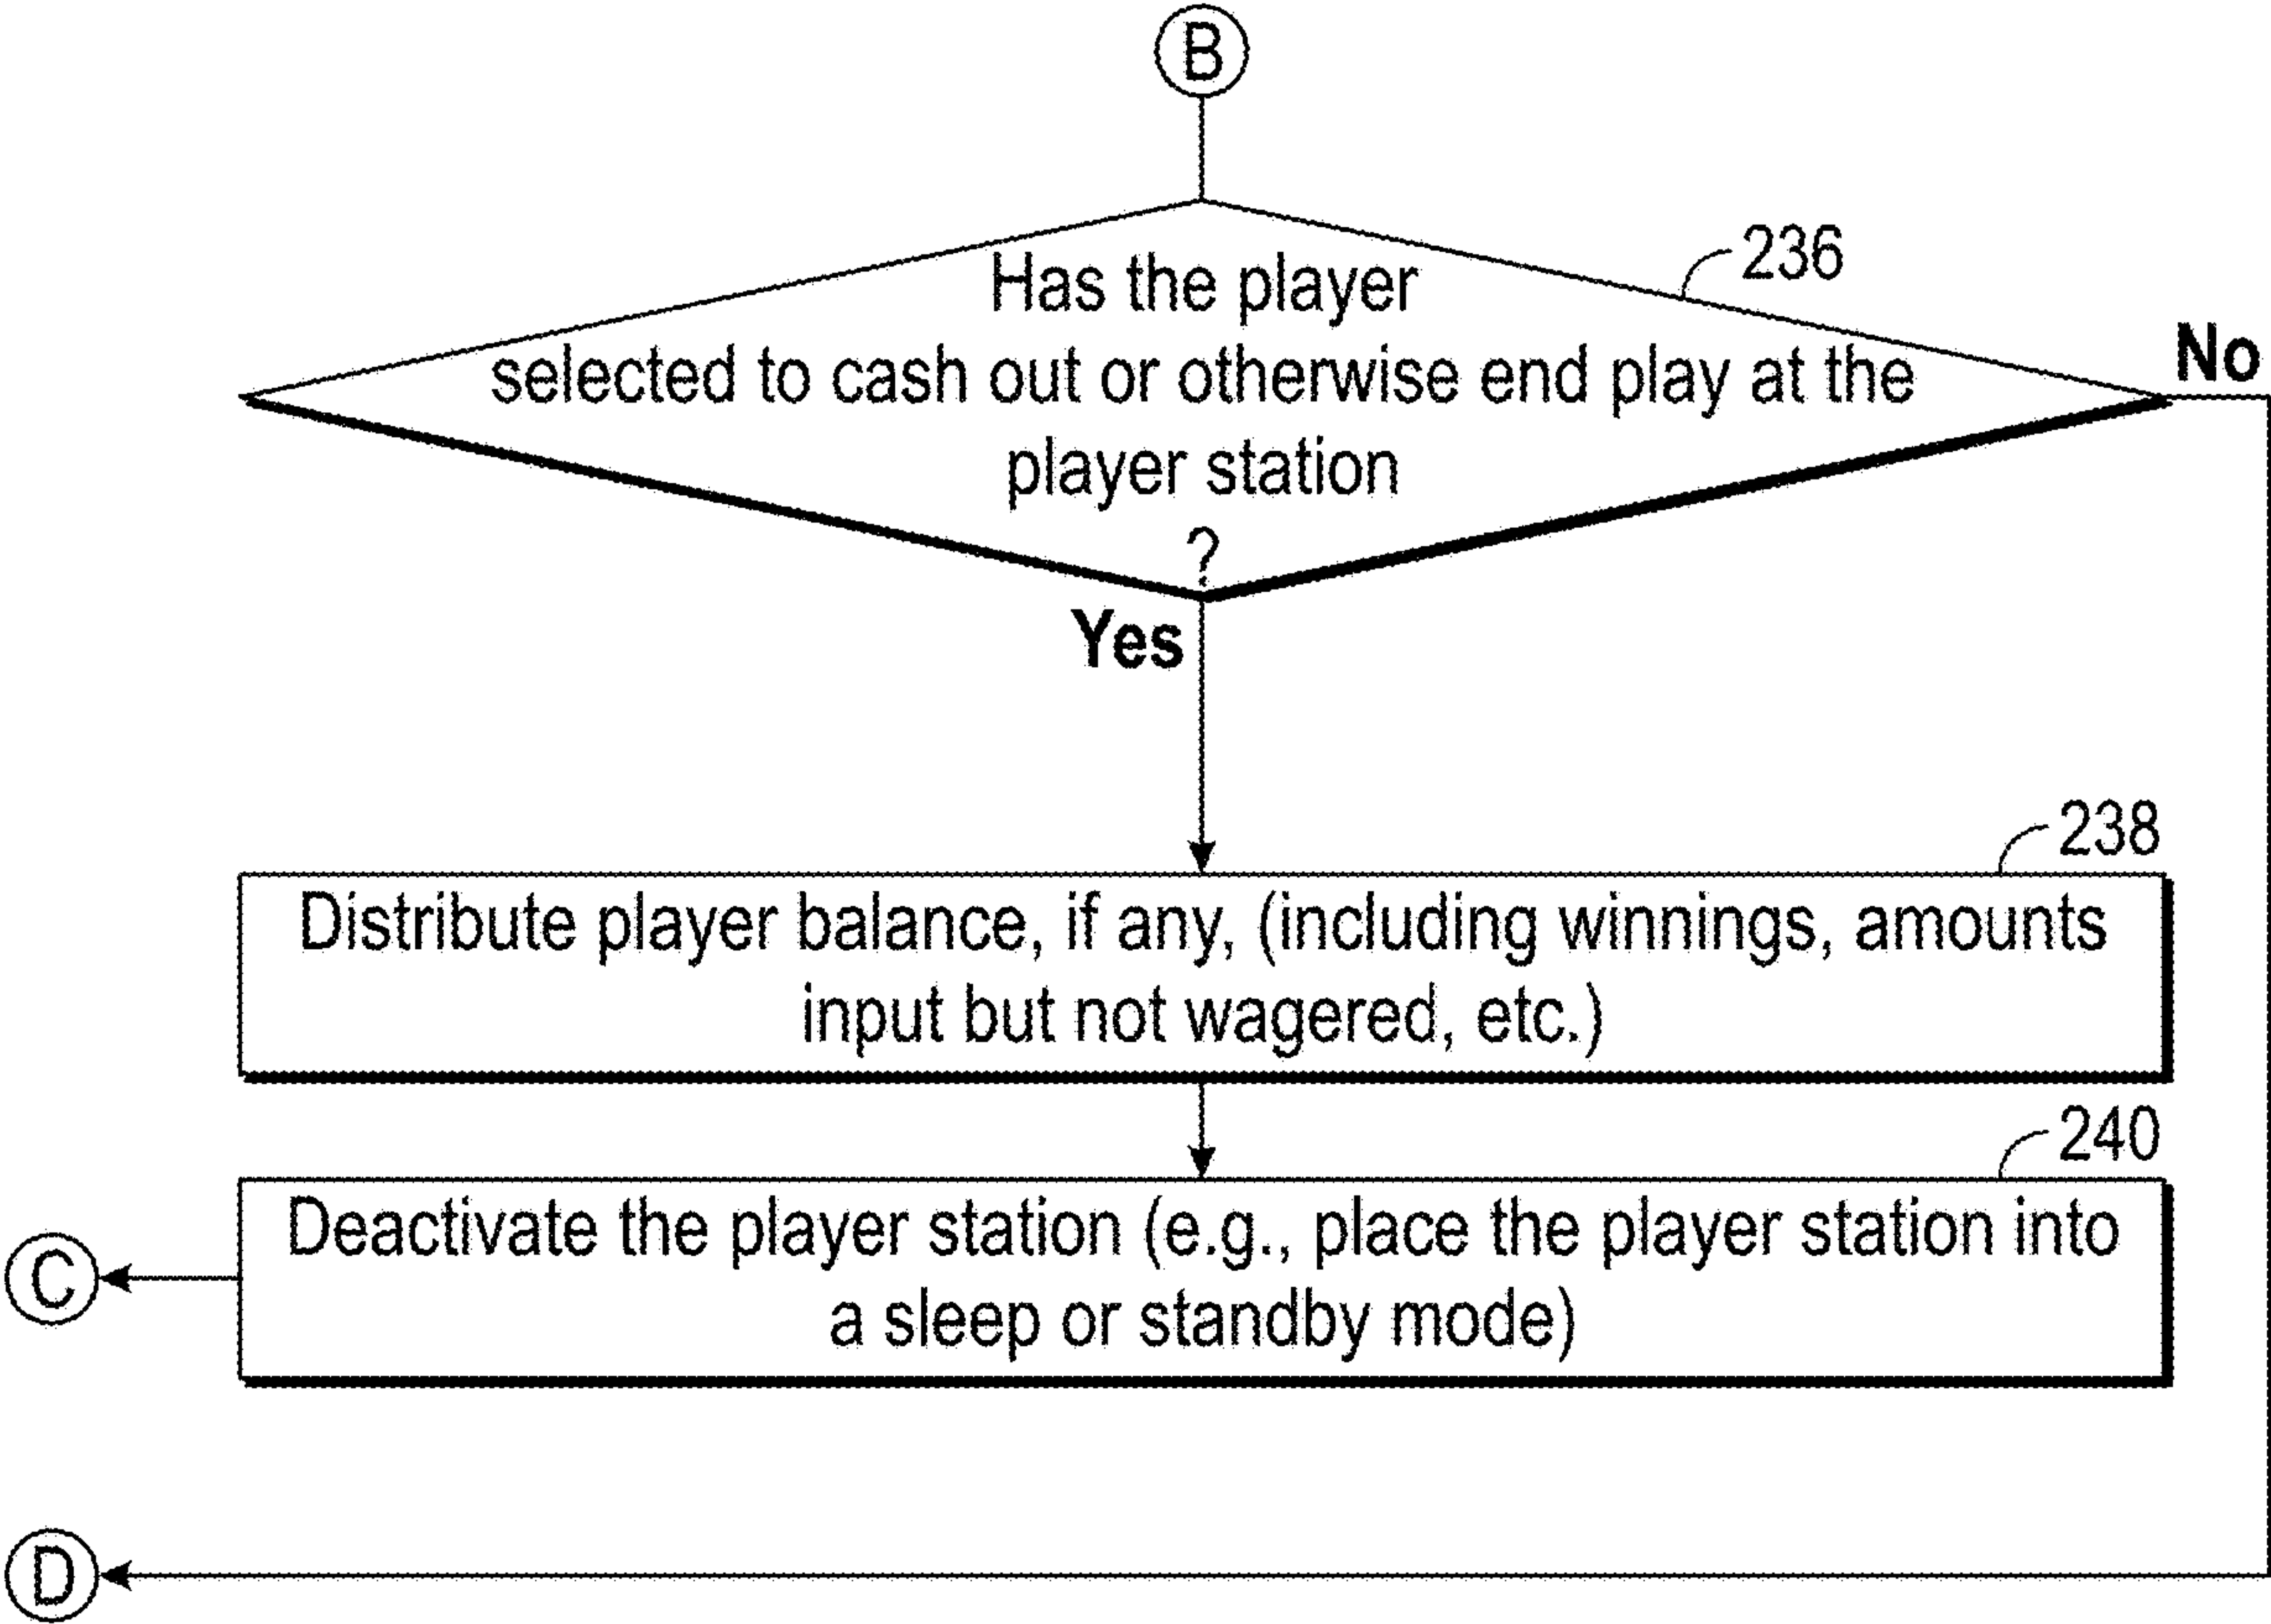 B
236
Has the player
selected to cash out or otherwise end play at the
player station
?
No
Yes
238
Distribute player balance, if any, (including winnings, amounts
input but not wagered, etc.)
240
Deactivate the player station (e.g., place the player station into
a sleep or standby mode)
C
D